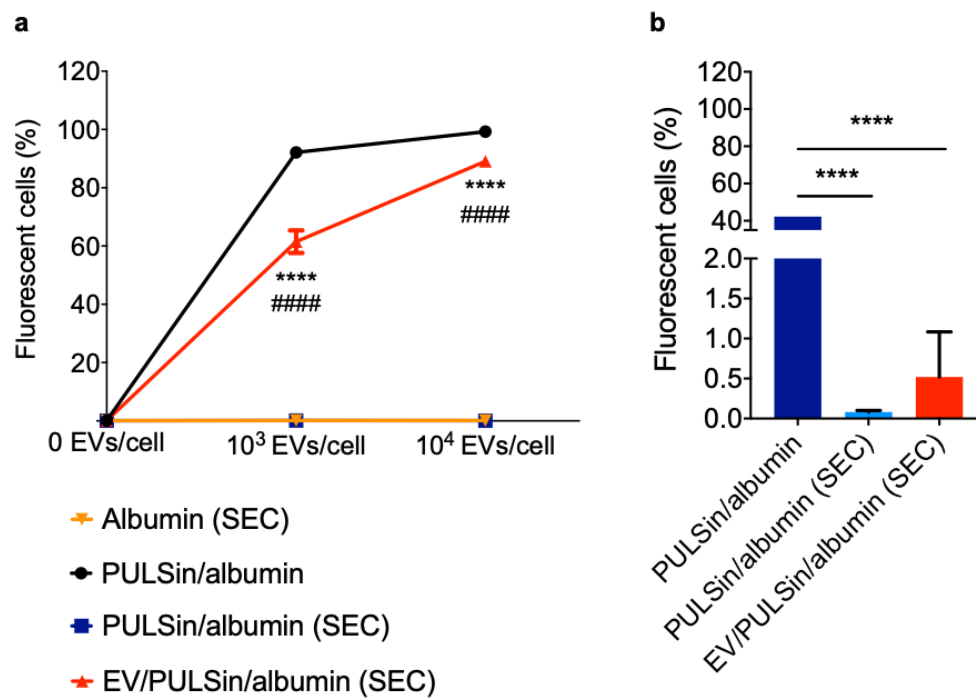 a
Fluorescent cells (%)
120
100
80
60
40
20
****
####
****
####
0 EVs/cell
10³ EVs/cell
10⁴ EVs/cell
Albumin (SEC)
PULSin/albumin
PULSin/albumin (SEC)
EV/PULSin/albumin (SEC)
b
Fluorescent cells (%)
120
100
80
60
40
2.0
1.5
1.0
0.5
0.0
****
****
PULSin/albumin
PULSin/albumin (SEC)
EV/PULSin/albumin (SEC)